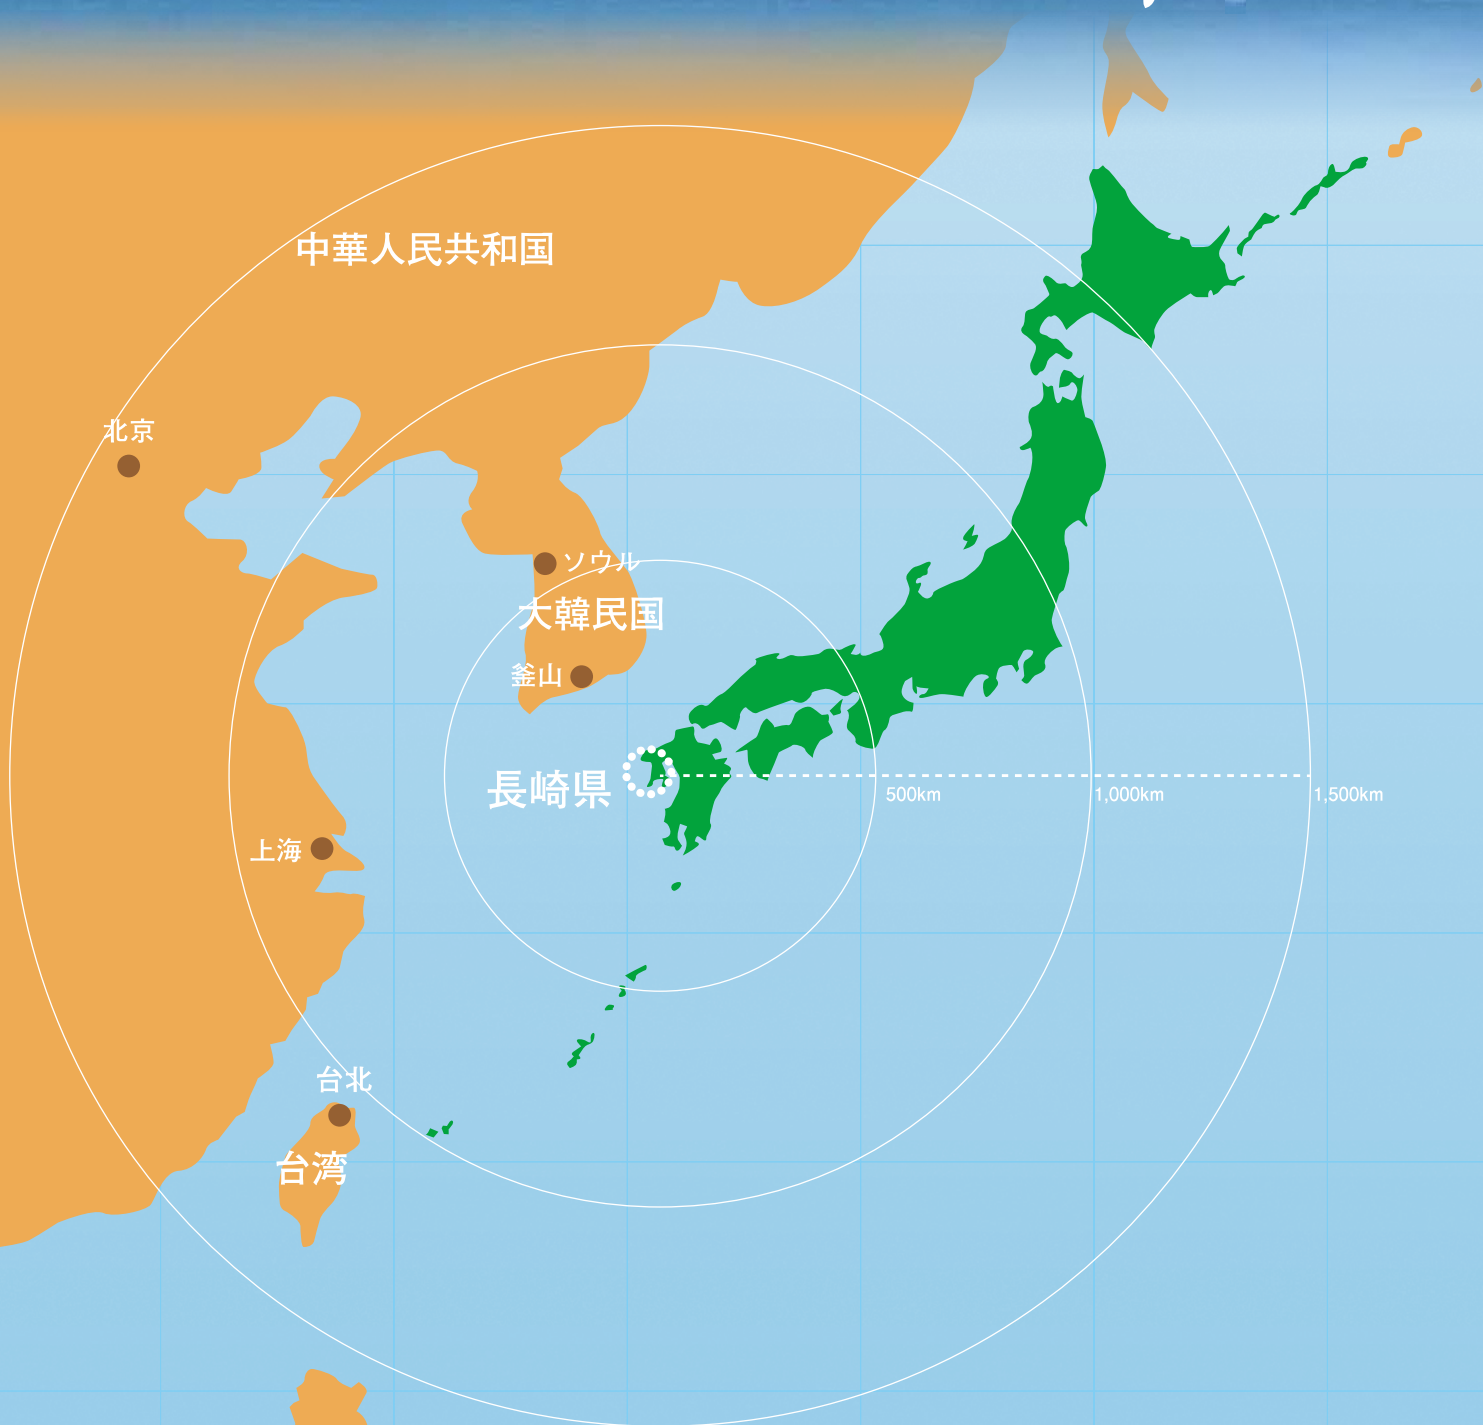 中華人民共和国
北京
ソウル
大韓民国
釜山
長崎県
500km
1,000km
1,500km
上海
台北
台湾